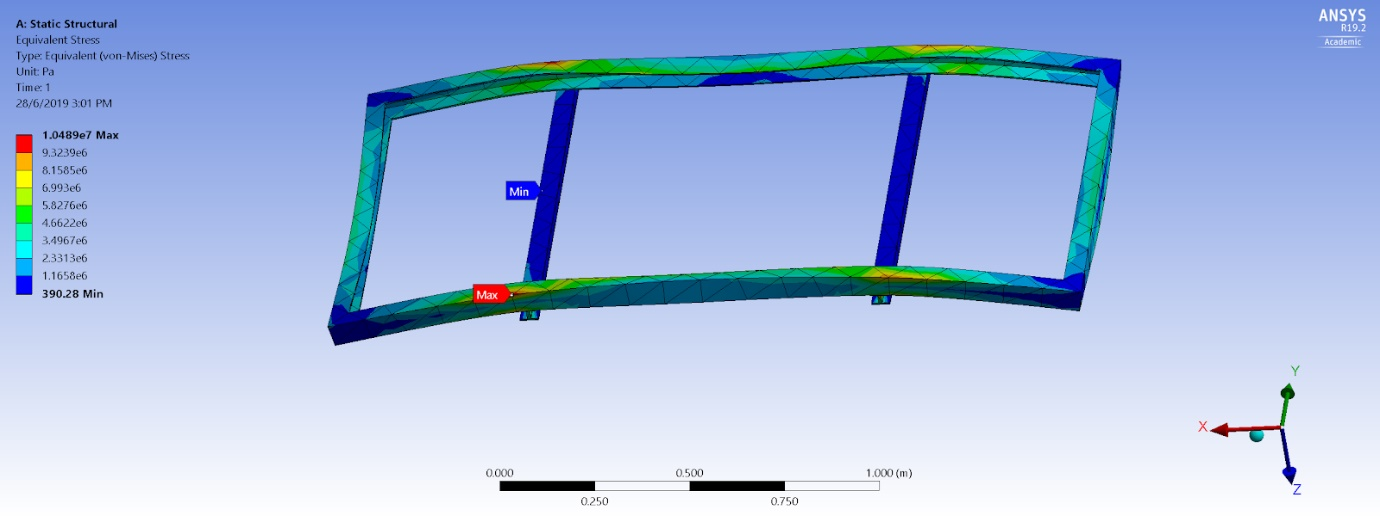 A: Static Structural
Equivalent Stress
Type: Equivalent (von-Mises) Stress
Unit: Pa
Time: 1
28/6/2019 3:01 PM
1.0489e7 Max
9.3239e6
8.1585e6
6.993e6
5.8276e6
4.6622e6
3.4967e6
2.3313e6
1.1658e6
390.28 Min
ANSYS
R19.2
Academic
Min
Max
Y
X
Z
0.000 0.500 1.000 (m)
0.250 0.750